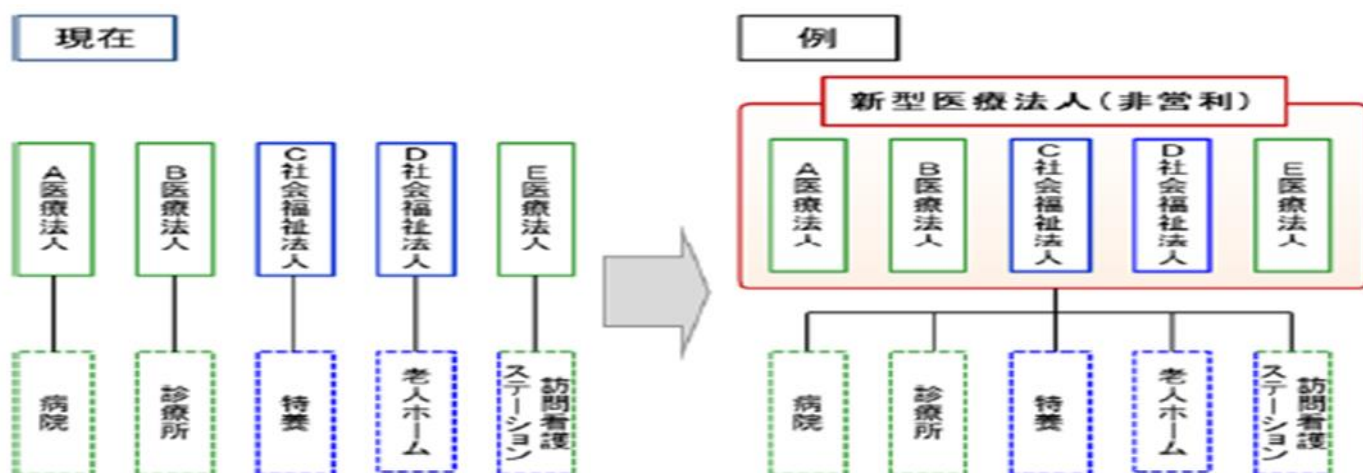 現在
A医療法人
B医療法人
C社会福祉法人
D社会福祉法人
E医療法人
病院
診療所
特養
老人ホーム
訪問看護
ステーション
例
新型医療法人(非営利)
A医療法人
B医療法人
C社会福祉法人
D社会福祉法人
E医療法人
病院
診療所
特養
老人ホーム
訪問看護
ステーション